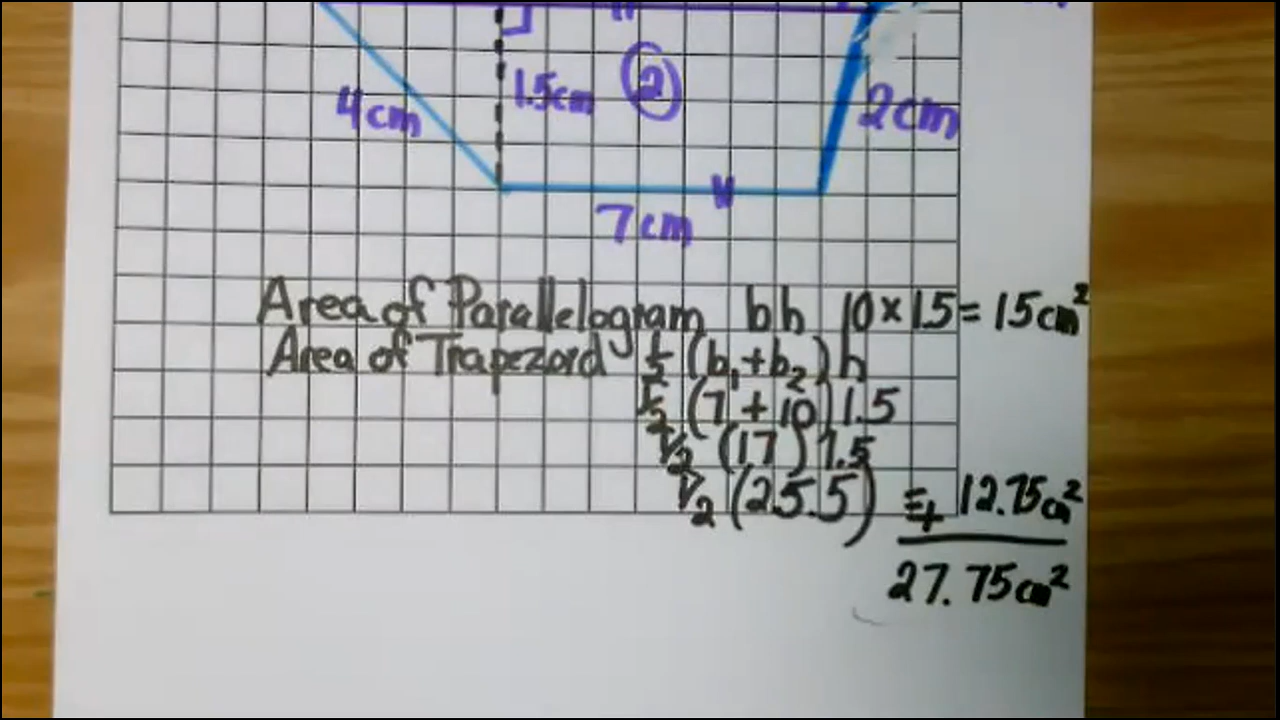 1.5cm 2
4cm
2cm
7cm
Area of Parallelogram bh 10 × 1.5 = 15cm²
Area of Trapezoid ½ (b₁ + b₂) h
½ (7 + 10) 1.5
½ (17) 1.5
½ (25.5) = + 12.75cm²
27.75cm²